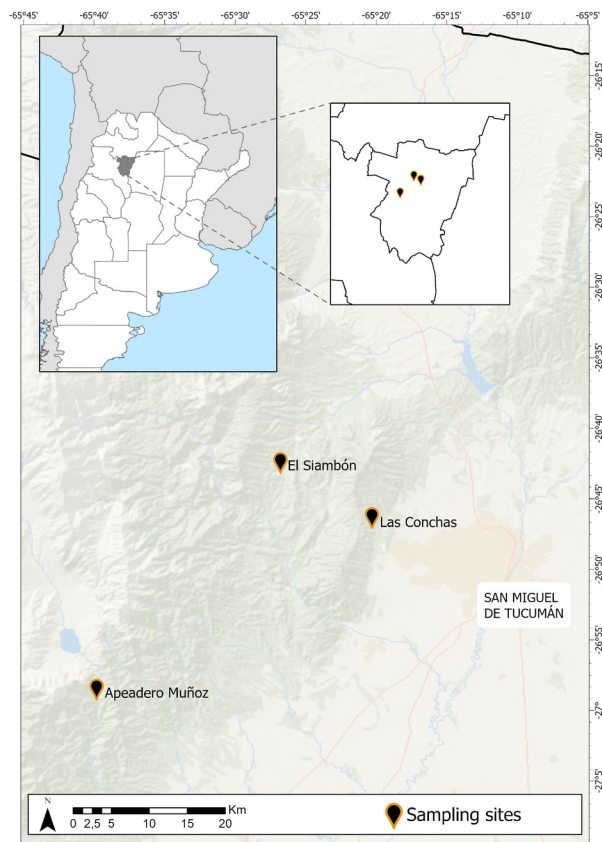 -65°45' -65°40' -65°35' -65°30' -65°25' -65°20' -65°15' -65°10' -65°5'
-26°15'
-26°20'
-26°25'
-26°30'
-26°35'
-26°40'
-26°45'
-26°50'
-26°55'
-27°
-27°5'
El Siambón
Las Conchas
SAN MIGUEL
DE TUCUMÁN
Apeadero Muñoz
N
Km
0 2,5 5 10 15 20
Sampling sites